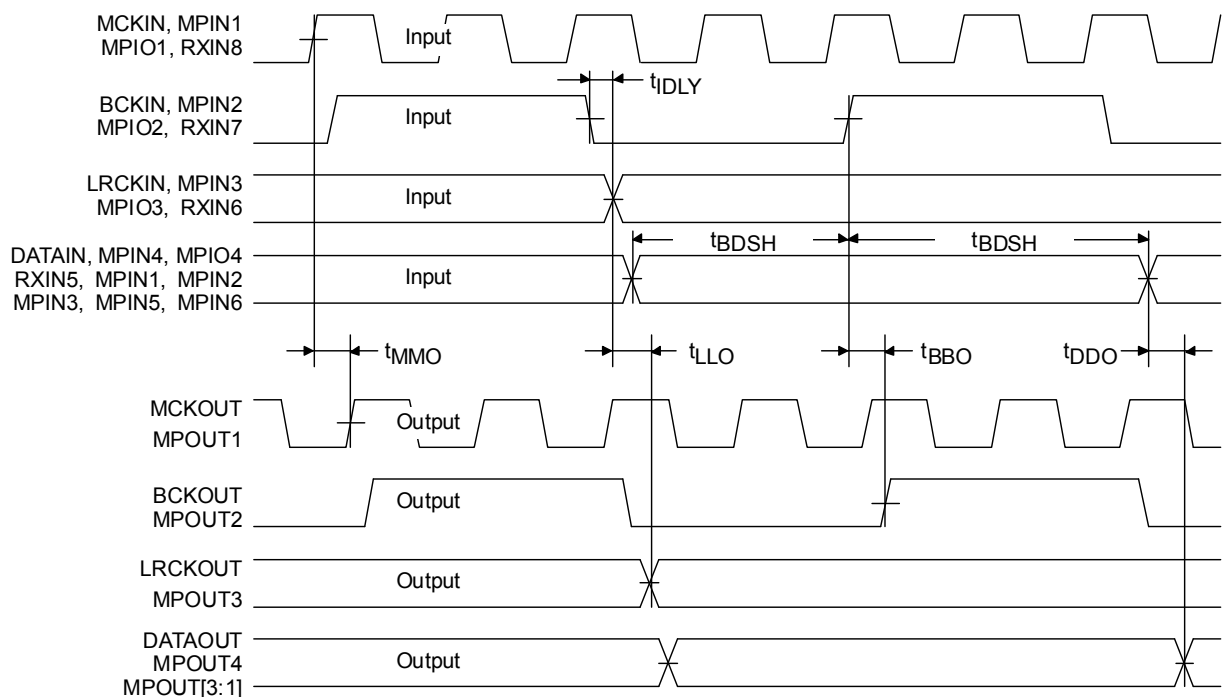 MCKIN, MPIN1
MPIO1, RXIN8
Input
tIDLY
BCKIN, MPIN2
MPIO2, RXIN7
Input
LRCKIN, MPIN3
MPIO3, RXIN6
Input
tBDSH
tBDSH
DATAIN, MPIN4, MPIO4
RXIN5, MPIN1, MPIN2
MPIN3, MPIN5, MPIN6
Input
tMMO
tLLO
tBBO
tDDO
MCKOUT
MPOUT1
Output
BCKOUT
MPOUT2
Output
LRCKOUT
MPOUT3
Output
DATAOUT
MPOUT4
MPOUT[3:1]
Output